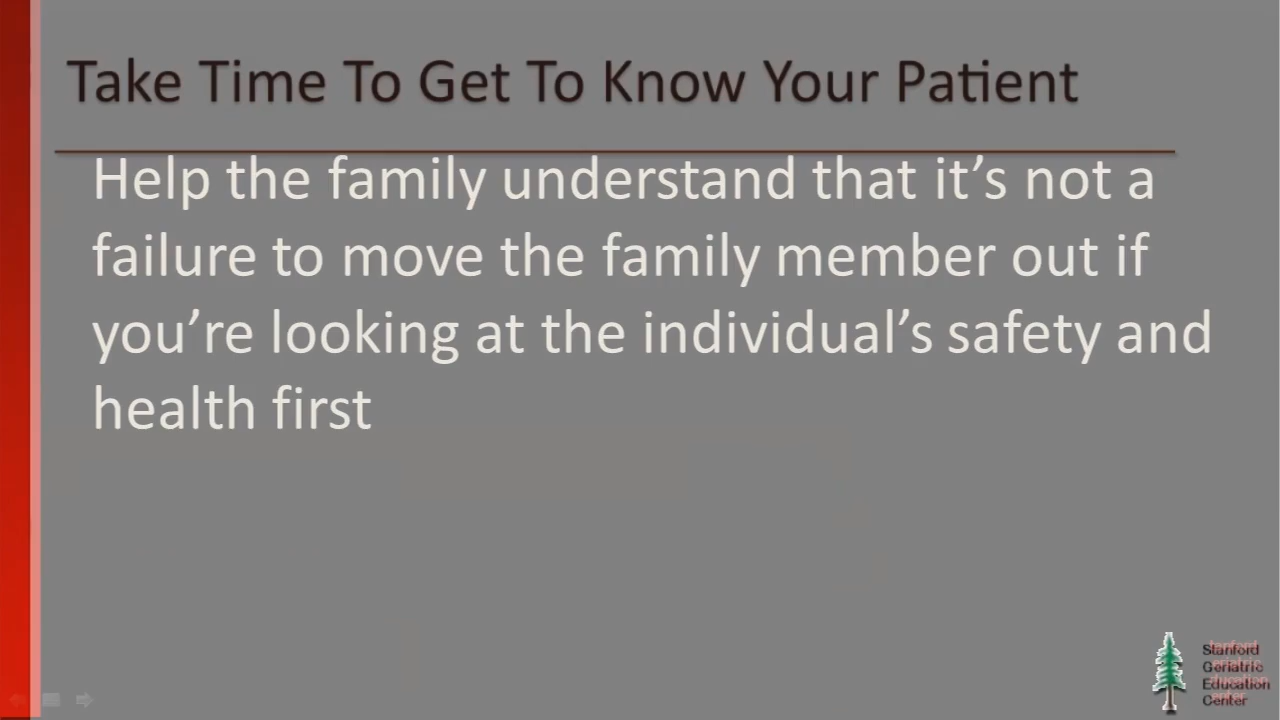 Take Time To Get To Know Your Patient
Help the family understand that it’s not a
failure to move the family member out if
you’re looking at the individual’s safety and
health first
Stanford
Geriatric
Education
Center